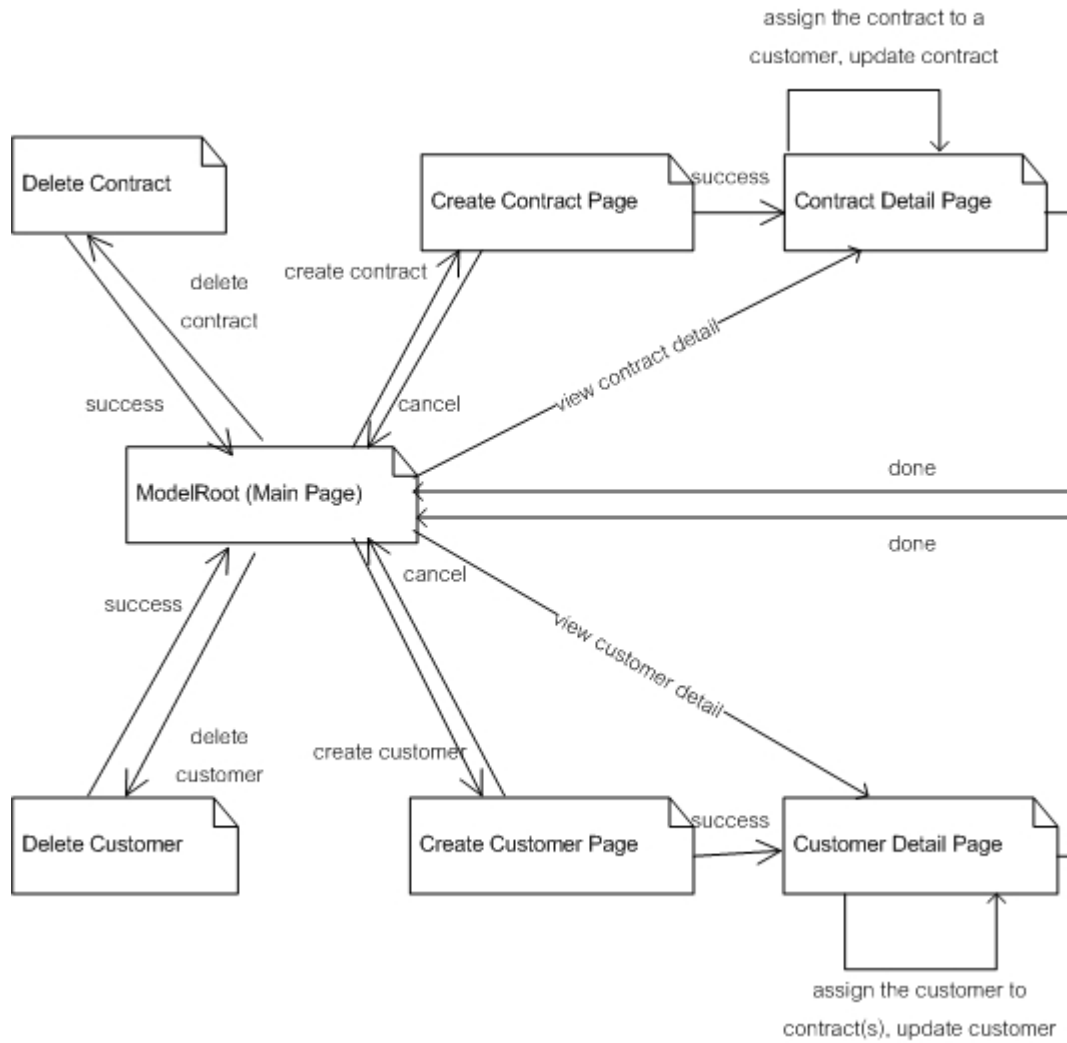 assign the contract to a
customer, update contract
Delete Contract
Create Contract Page
success
Contract Detail Page
delete
contract
create contract
view contract detail
success
cancel
ModelRoot (Main Page)
done
done
success
cancel
view customer detail
delete
customer
create customer
Delete Customer
Create Customer Page
success
Customer Detail Page
assign the customer to
contract(s), update customer